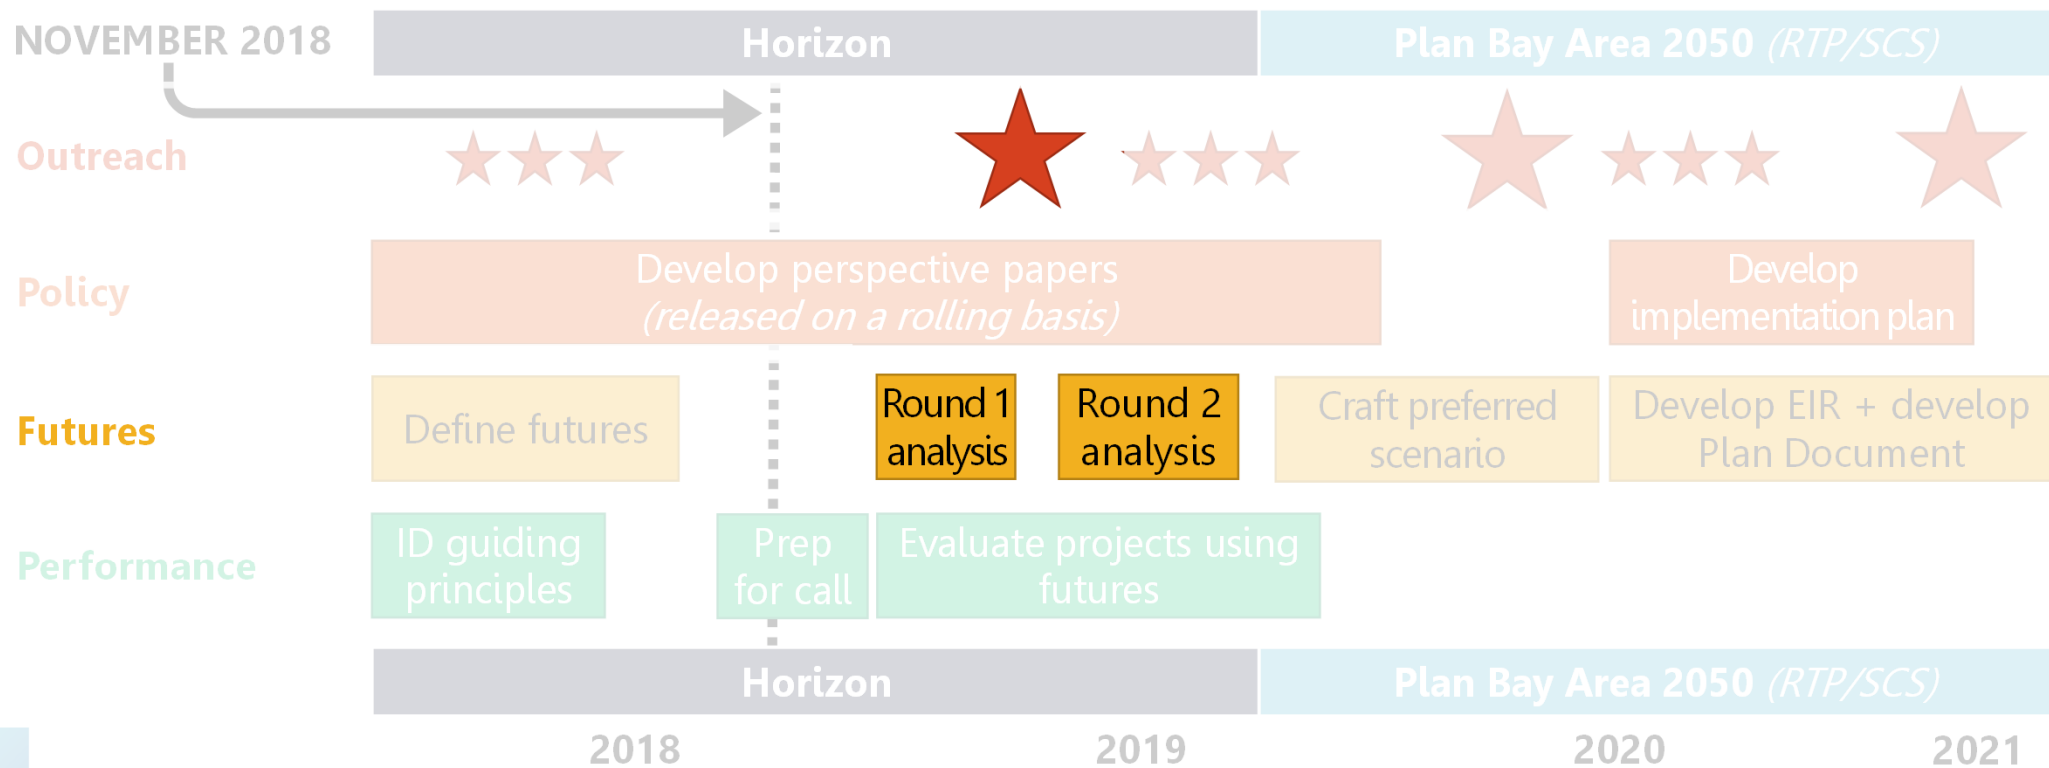 NOVEMBER 2018
Horizon
Plan Bay Area 2050 (RTP/SCS)
Outreach
Policy
Develop perspective papers
(released on a rolling basis)
Develop
implementation plan
Futures
Define futures
Round 1
analysis
Round 2
analysis
Craft preferred
scenario
Develop EIR + develop
Plan Document
Performance
ID guiding
principles
Prep
for call
Evaluate projects using
futures
Horizon
Plan Bay Area 2050 (RTP/SCS)
2018
2019
2020
2021